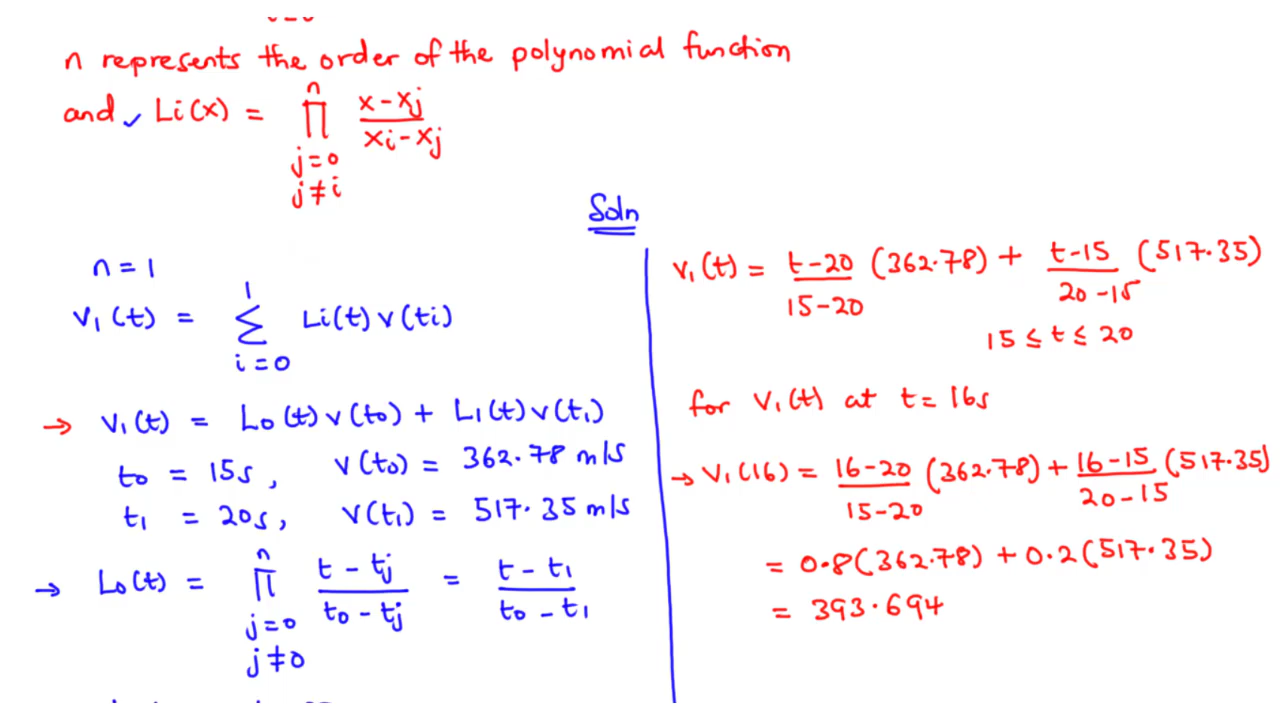 n represents the order of the polynomial function
and, Li(x) = n ∏ j=0 j≠i (x-xj)/(xi-xj)
Soln
n = 1
v₁(t) = 1 Σ i=0 Li(t) v(ti)
→ v₁(t) = L₀(t) v(t₀) + L₁(t) v(t₁)
t₀ = 15s, v(t₀) = 362.78 m/s
t₁ = 20s, v(t₁) = 517.35 m/s
→ L₀(t) = n ∏ j=0 j≠0 (t-tj)/(t₀-tj) = (t-t₁)/(t₀-t₁)
v₁(t) = (t-20)/(15-20) (362.78) + (t-15)/(20-15) (517.35)
15 ≤ t ≤ 20
for v₁(t) at t = 16s
→ v₁(16) = (16-20)/(15-20) (362.78) + (16-15)/(20-15) (517.35)
= 0.8(362.78) + 0.2(517.35)
= 393.694